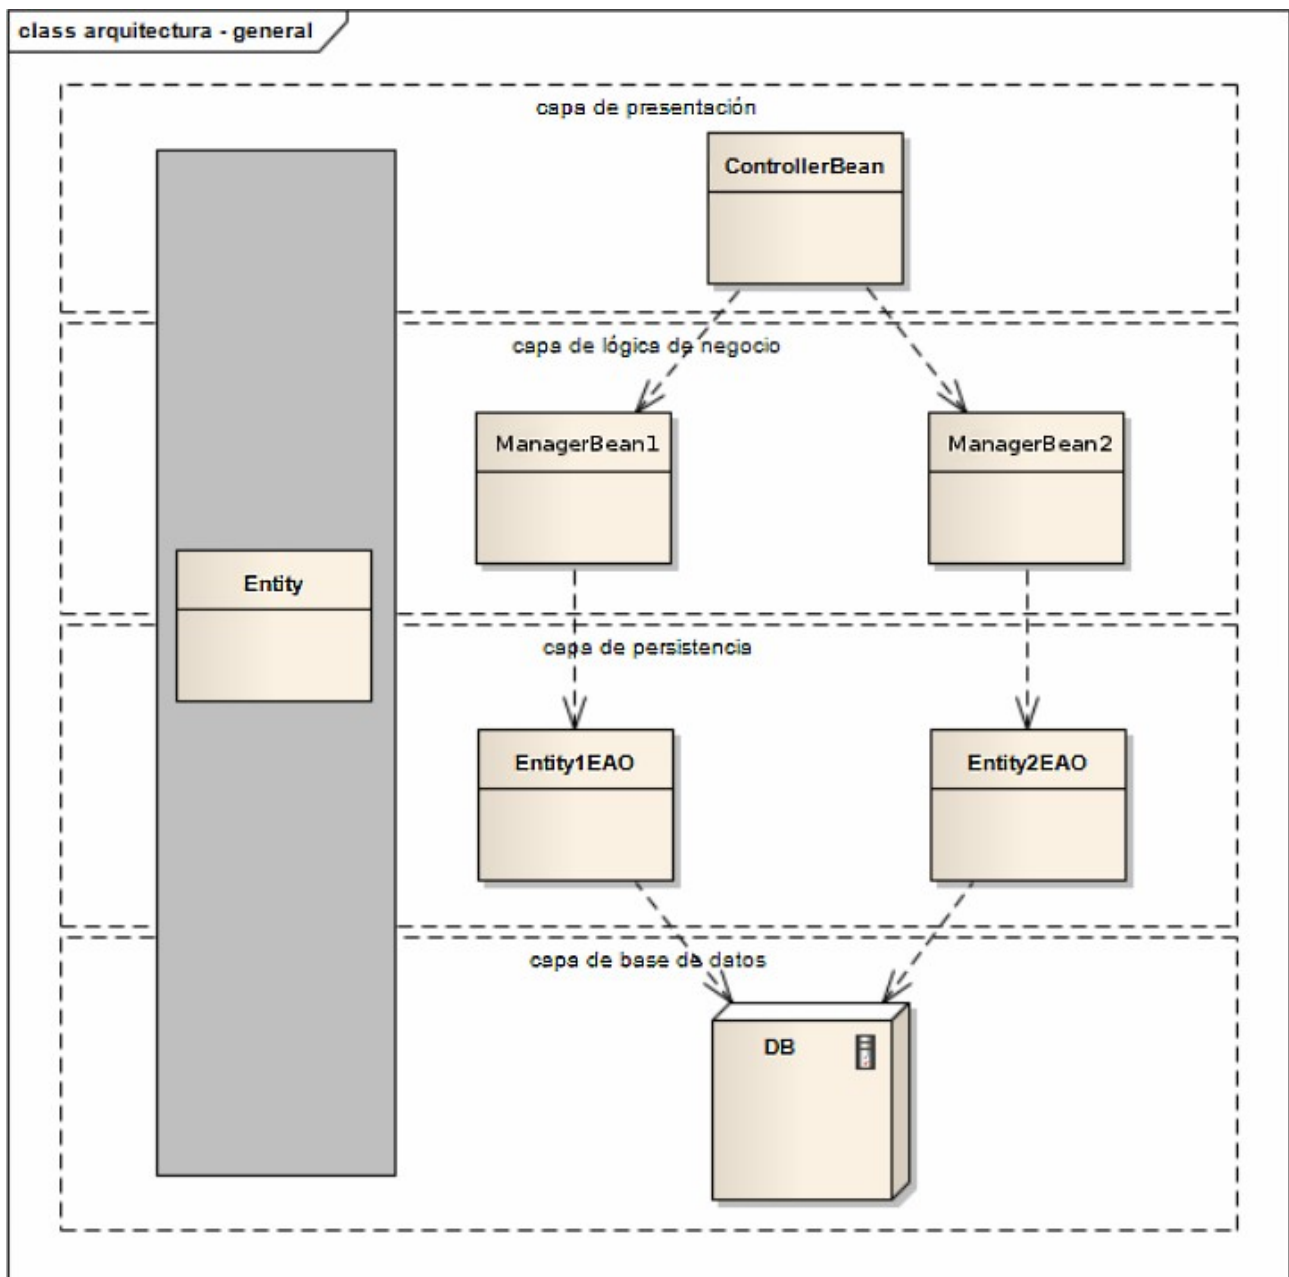 class arquitectura - general
capa de presentación
ControllerBean
capa de lógica de negocio
ManagerBean1
ManagerBean2
Entity
capa de persistencia
Entity1EAO
Entity2EAO
capa de base de datos
DB